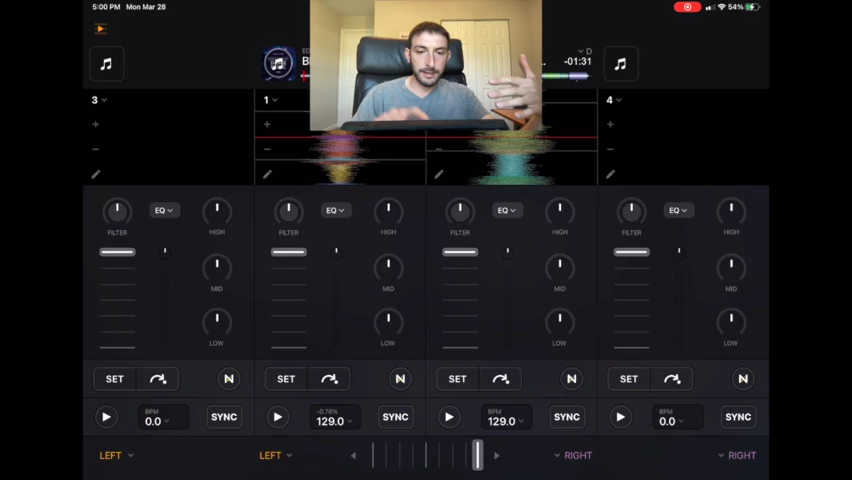 5:00 PM Mon Mar 28
54%
ED
B
D
-01:31
3
1
4
FILTER EQ HIGH
FILTER EQ HIGH
FILTER EQ HIGH
FILTER EQ HIGH
MID MID MID MID
LOW LOW LOW LOW
SET N SET N SET N SET N
BPM
0.0 SYNC
-0.78%
129.0 SYNC
BPM
129.0 SYNC
BPM
0.0 SYNC
LEFT LEFT RIGHT RIGHT